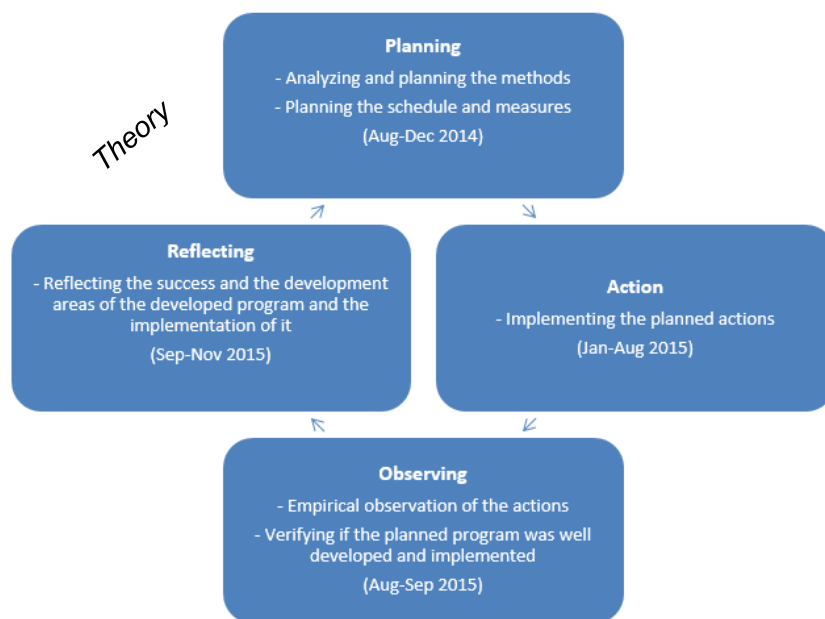 Planning
- Analyzing and planning the methods
- Planning the schedule and measures
(Aug-Dec 2014)
Theory
Reflecting
- Reflecting the success and the development
areas of the developed program and the
implementation of it
(Sep-Nov 2015)
Action
- Implementing the planned actions
(Jan-Aug 2015)
Observing
- Empirical observation of the actions
- Verifying if the planned program was well
developed and implemented
(Aug-Sep 2015)